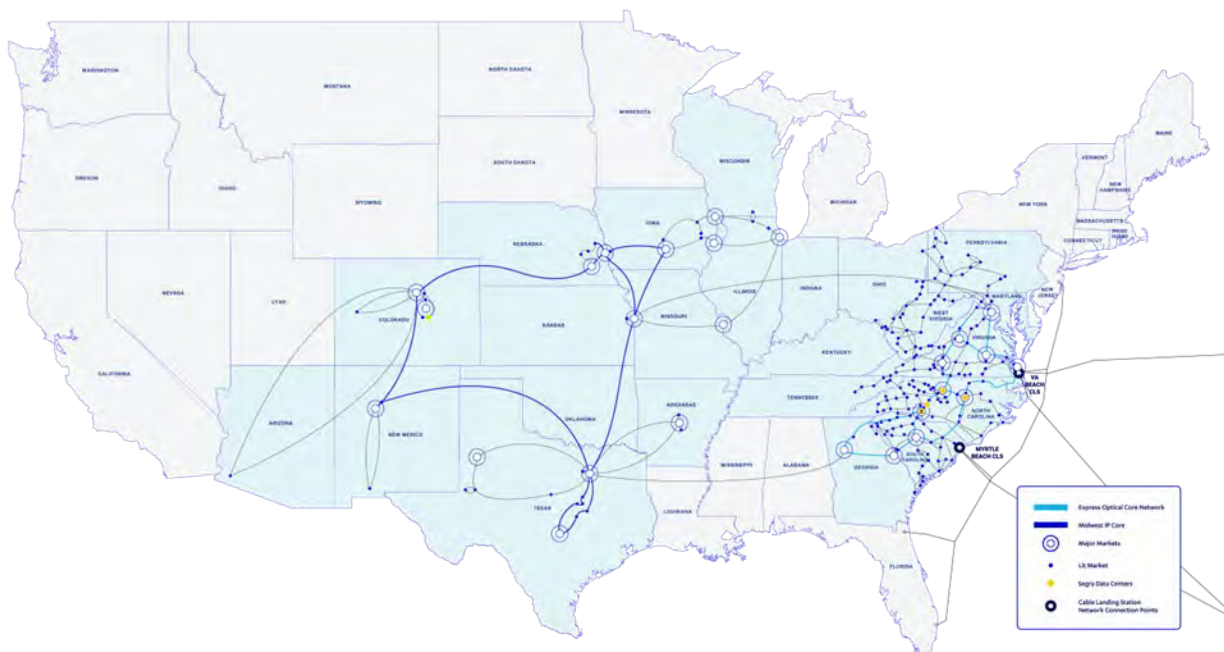 WASHINGTON
MONTANA
NORTH DAKOTA
MINNESOTA
MAINE
VERMONT
NEW
HAMPSHIRE
WISCONSIN
SOUTH DAKOTA
OREGON
IDAHO
WYOMING
MICHIGAN
NEW YORK
MASSACHUSETTS
CONNECTICUT
IOWA
NEBRASKA
PENNSYLVANIA
NEW
JERSEY
NEVADA
UTAH
COLORADO
KANSAS
MISSOURI
ILLINOIS
INDIANA
OHIO
MARYLAND
WEST
VIRGINIA
VIRGINIA
KENTUCKY
CALIFORNIA
VA
BEACH
CLS
TENNESSEE
NORTH
CAROLINA
ARIZONA
NEW MEXICO
OKLAHOMA
ARKANSAS
MYRTLE
BEACH CLS
SOUTH
CAROLINA
MISSISSIPPI
ALABAMA
GEORGIA
TEXAS
LOUISIANA
FLORIDA
Express Optical Core Network
Midwest IP Core
Major Markets
Lit Market
Segra Data Centers
Cable Landing Station
Network Connection Points